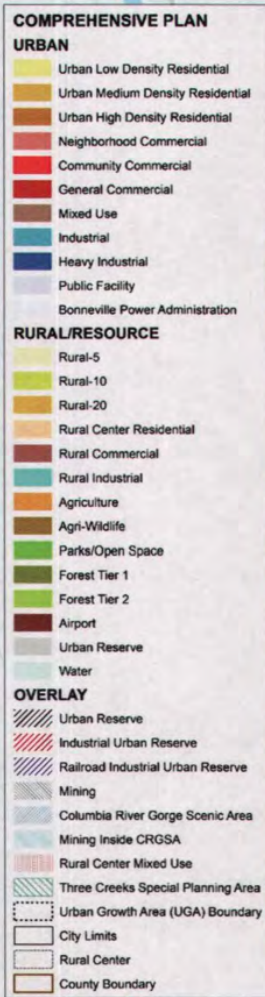 COMPREHENSIVE PLAN
URBAN
Urban Low Density Residential
Urban Medium Density Residential
Urban High Density Residential
Neighborhood Commercial
Community Commercial
General Commercial
Mixed Use
Industrial
Heavy Industrial
Public Facility
Bonneville Power Administration
RURAL/RESOURCE
Rural-5
Rural-10
Rural-20
Rural Center Residential
Rural Commercial
Rural Industrial
Agriculture
Agri-Wildlife
Parks/Open Space
Forest Tier 1
Forest Tier 2
Airport
Urban Reserve
Water
OVERLAY
Urban Reserve
Industrial Urban Reserve
Railroad Industrial Urban Reserve
Mining
Columbia River Gorge Scenic Area
Mining Inside CRGSA
Rural Center Mixed Use
Three Creeks Special Planning Area
Urban Growth Area (UGA) Boundary
City Limits
Rural Center
County Boundary